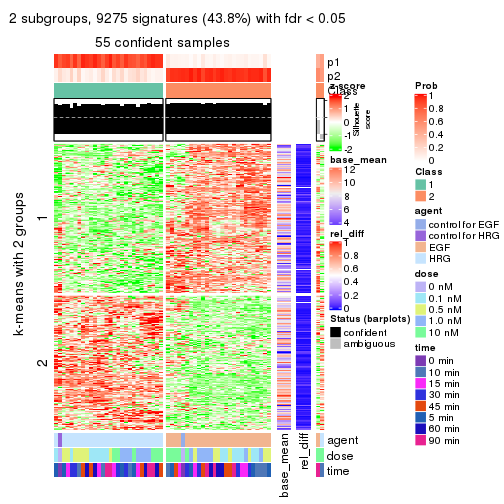 2 subgroups, 9275 signatures (43.8%) with fdr < 0.05
55 confident samples
p1
p2
Class
Silhouette score
k-means with 2 groups
1
2
agent
dose
time
base_mean
rel_diff
z-score
2
1
0
-1
-2
base_mean
12
10
8
6
4
rel_diff
1
0.8
0.6
0.4
0.2
0
Status (barplots)
confident
ambiguous
Prob
1
0.8
0.6
0.4
0.2
0
Class
1
2
agent
control for EGF
control for HRG
EGF
HRG
dose
0 nM
0.1 nM
0.5 nM
1.0 nM
10 nM
time
0 min
10 min
15 min
30 min
45 min
5 min
60 min
90 min